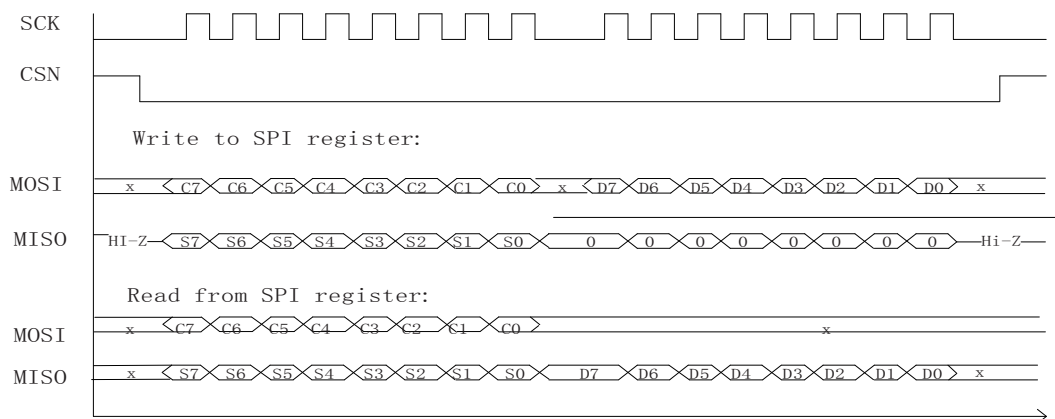 SCK
CSN
Write to SPI register:
MOSI x C7 C6 C5 C4 C3 C2 C1 C0 x D7 D6 D5 D4 D3 D2 D1 D0 x
MISO HI-Z S7 S6 S5 S4 S3 S2 S1 S0 0 0 0 0 0 0 0 0 Hi-Z
Read from SPI register:
MOSI x C7 C6 C5 C4 C3 C2 C1 C0 x
MISO x S7 S6 S5 S4 S3 S2 S1 S0 D7 D6 D5 D4 D3 D2 D1 D0 x